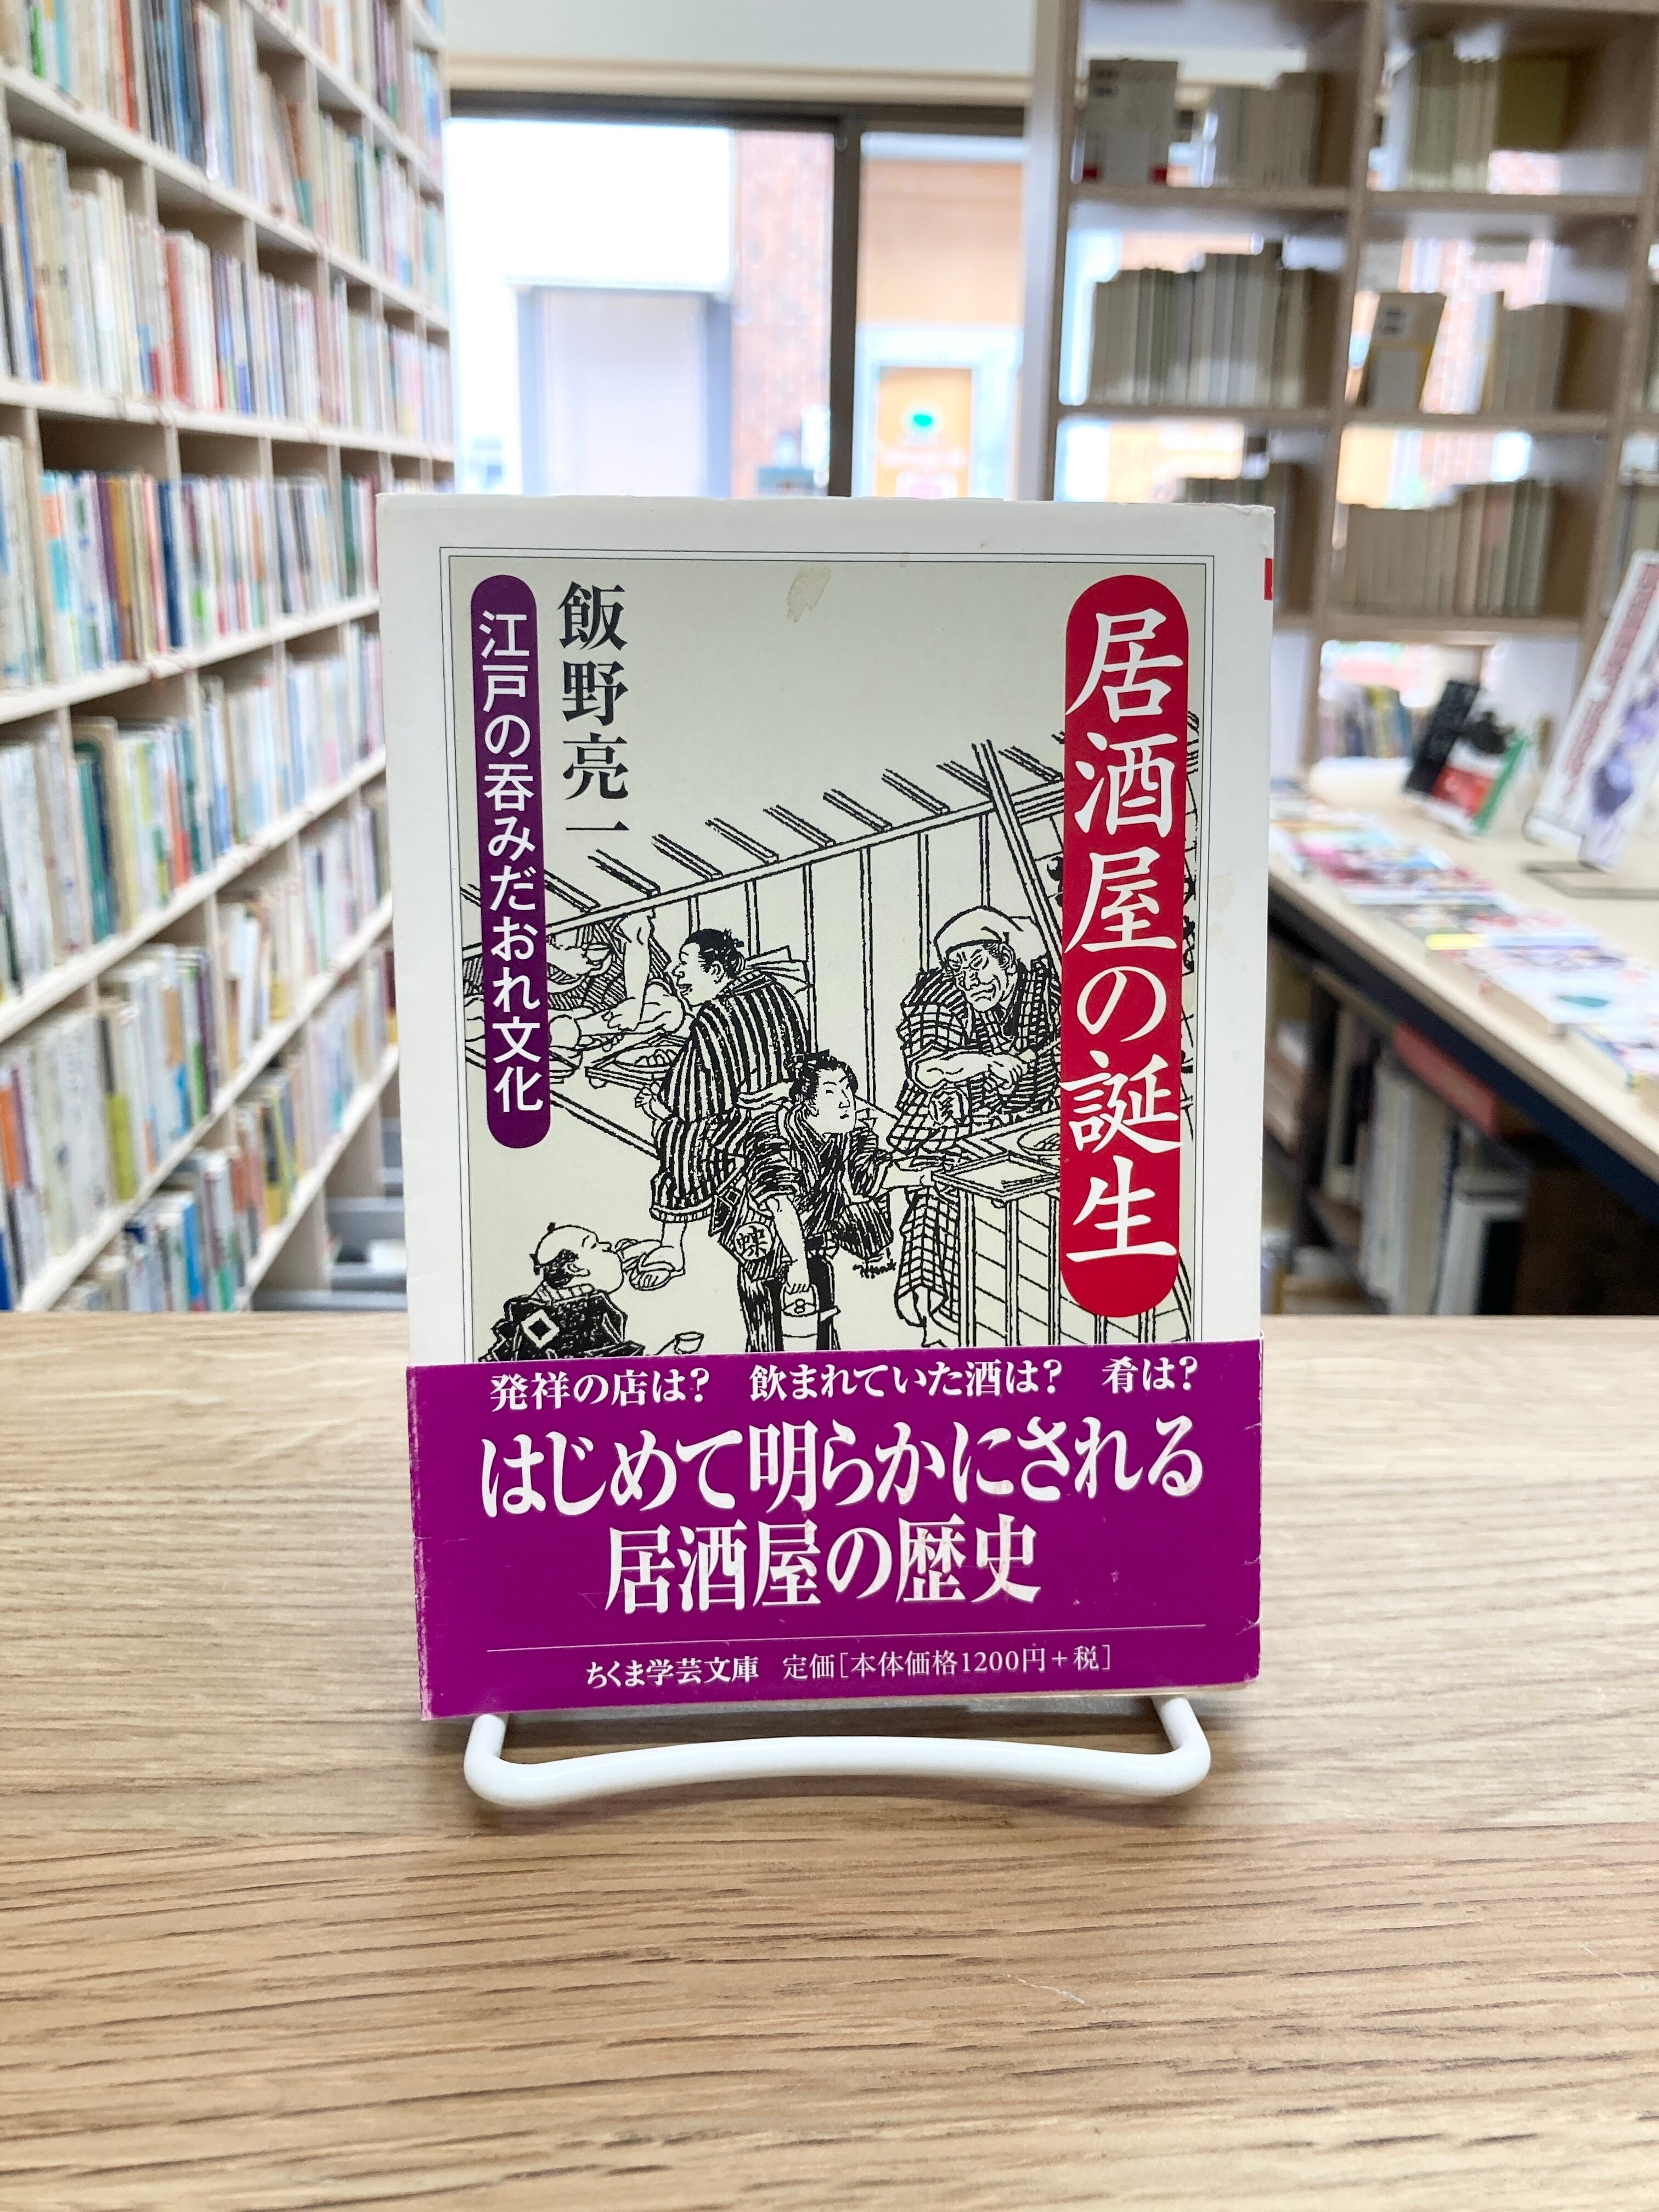 居酒屋の誕生
飯野亮一
江戸の呑みだおれ文化
発祥の店は? 飲まれていた酒は? 肴は?
はじめて明らかにされる
居酒屋の歴史
ちくま学芸文庫 定価[本体価格1200円+税]